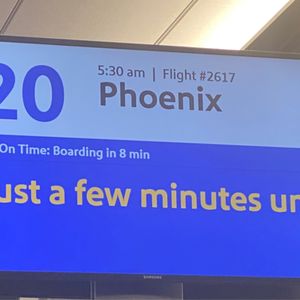 20
5:30 am | Flight #2617
Phoenix
On Time: Boarding in 8 min
ust a few minutes un
SAMSUNG